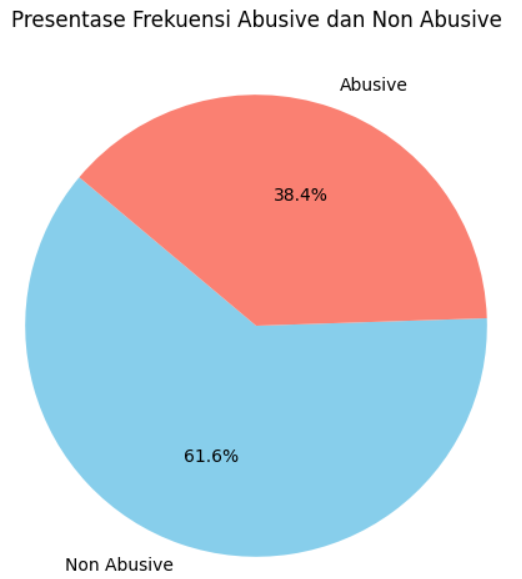 Presentase Frekuensi Abusive dan Non Abusive
Abusive
38.4%
61.6%
Non Abusive